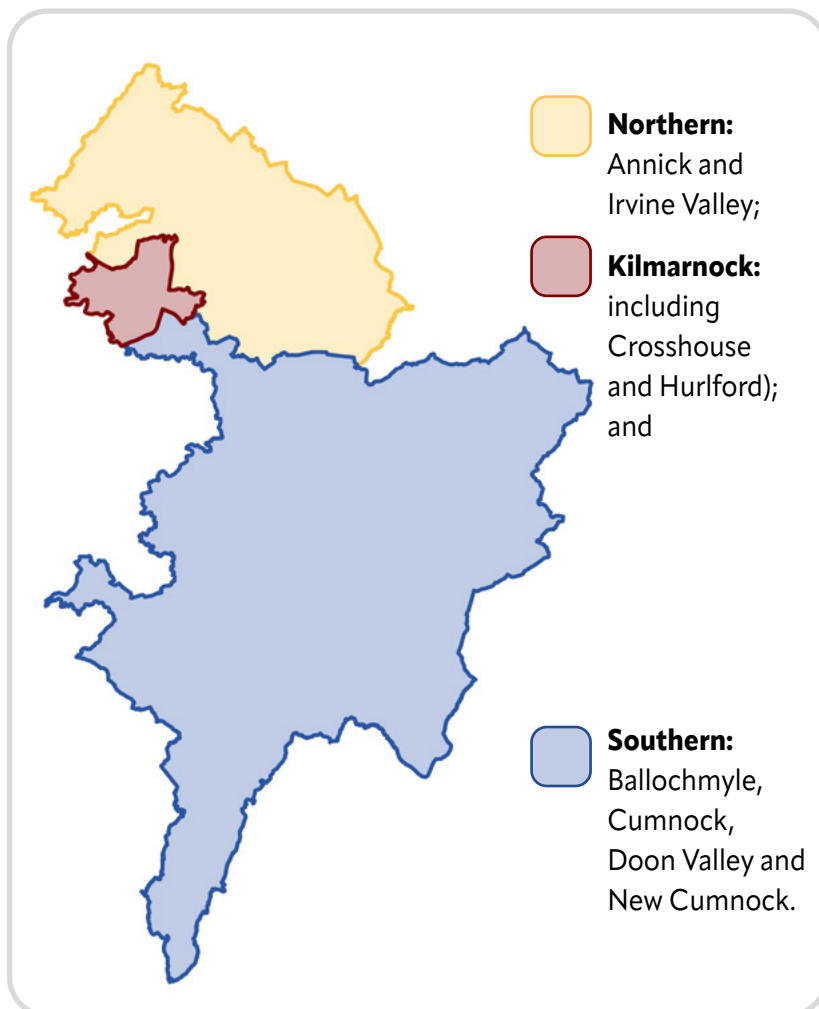 Northern:
Annick and
Irvine Valley;
Kilmarnock:
including
Crosshouse
and Hurlford);
and
Southern:
Ballochmyle,
Cumnock,
Doon Valley and
New Cumnock.